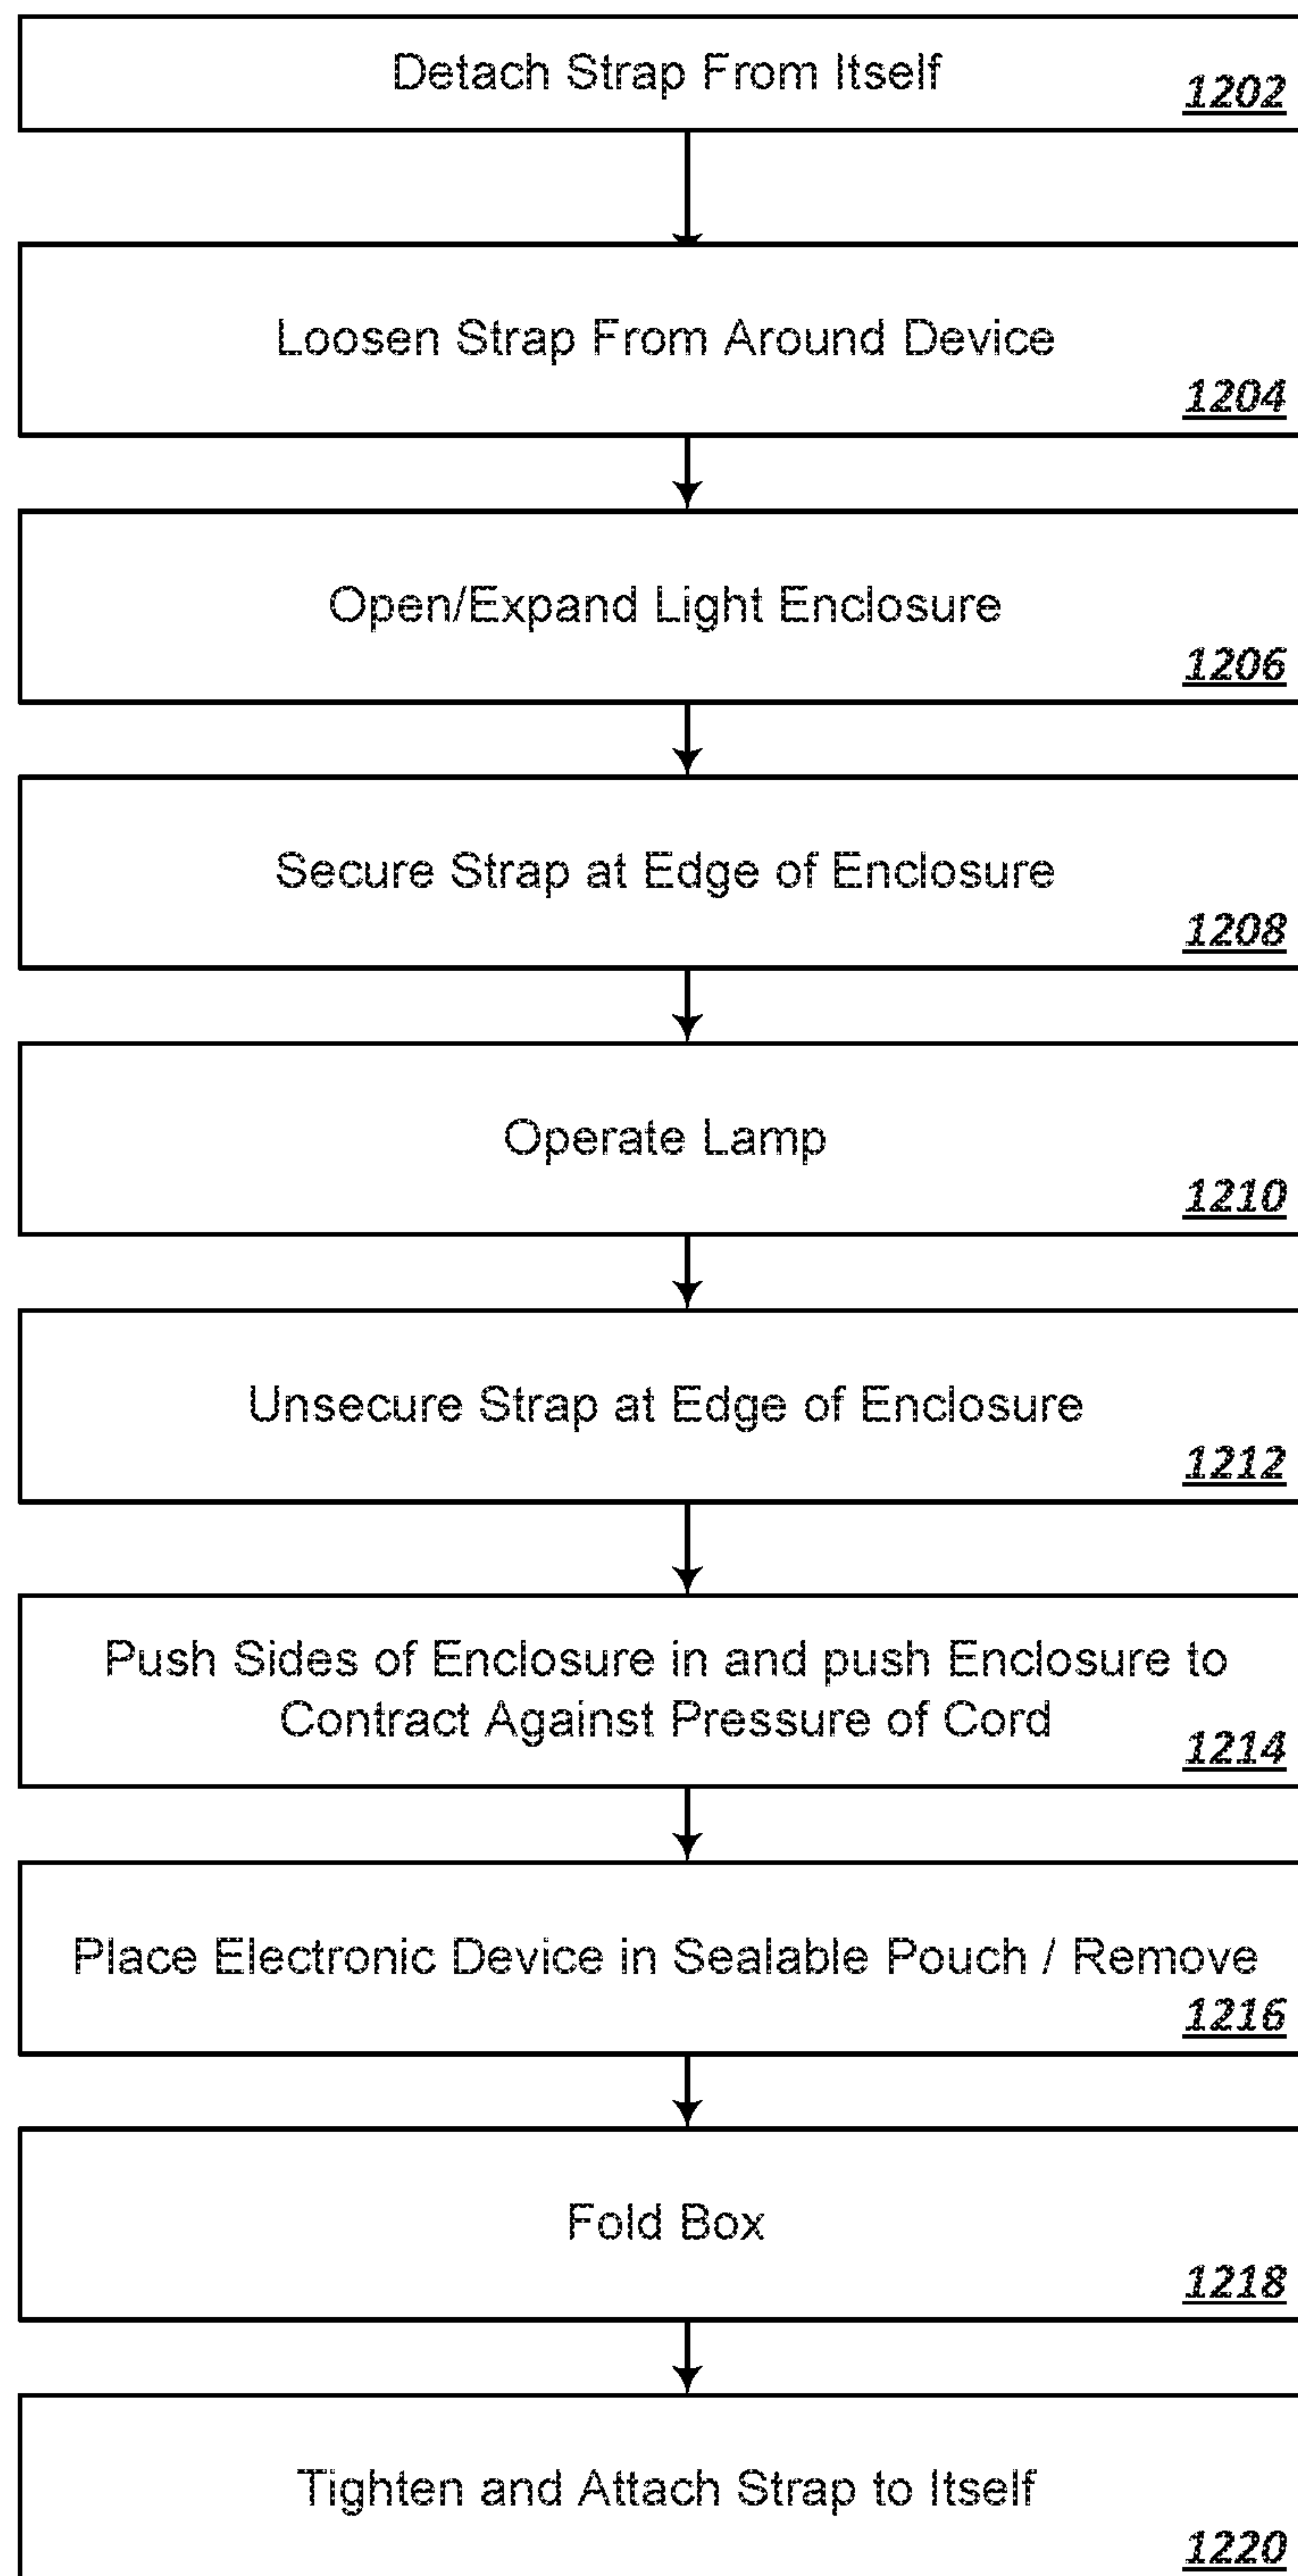 Detach Strap From Itself
1202
Loosen Strap From Around Device
1204
Open/Expand Light Enclosure
1206
Secure Strap at Edge of Enclosure
1208
Operate Lamp
1210
Unsecure Strap at Edge of Enclosure
1212
Push Sides of Enclosure in and push Enclosure to
Contract Against Pressure of Cord
1214
Place Electronic Device in Sealable Pouch / Remove
1216
Fold Box
1218
Tighten and Attach Strap to Itself
1220